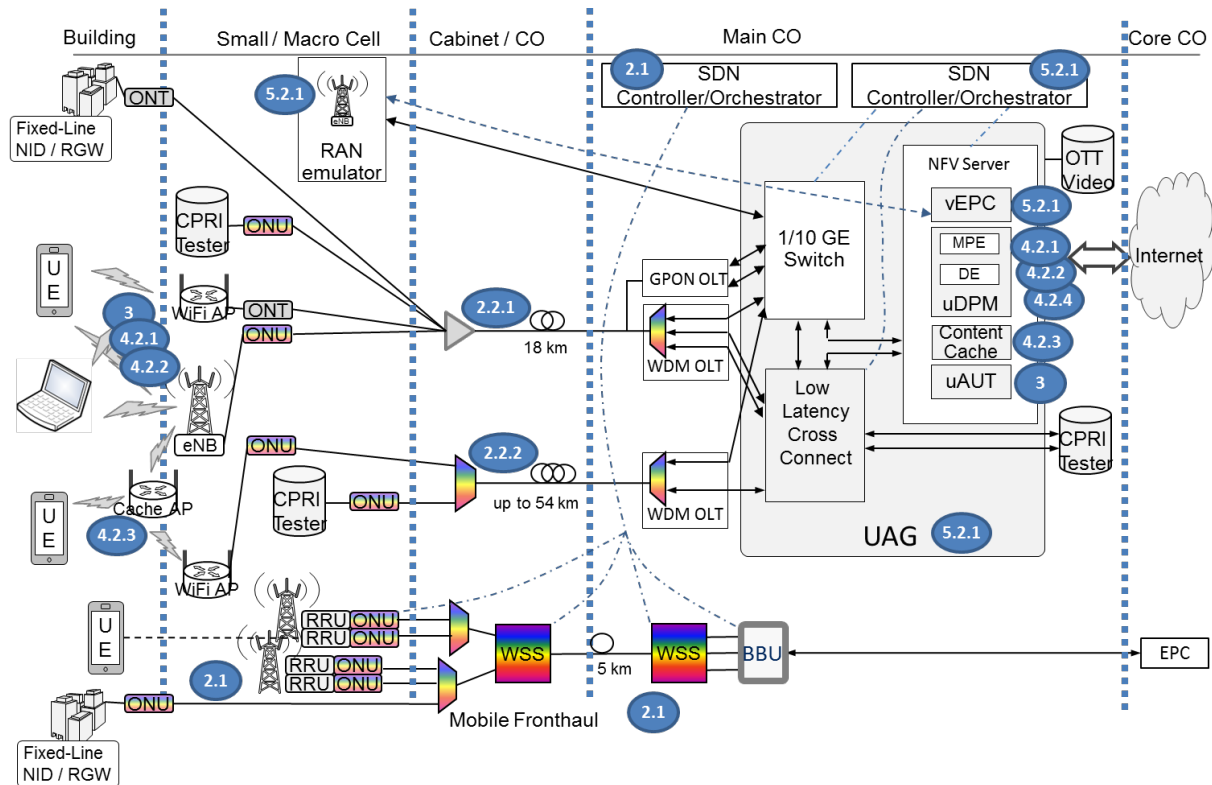 Building
Small / Macro Cell
Cabinet / CO
Main CO
Core CO
ONT
Fixed-Line
NID / RGW
5.2.1
eNB
RAN
emulator
2.1
SDN
Controller/Orchestrator
5.2.1
SDN
Controller/Orchestrator
NFV Server
OTT
Video
vEPC
5.2.1
MPE
4.2.1
DE
4.2.2
uDPM
4.2.4
Content
Cache
4.2.3
uAUT
3
Internet
1/10 GE
Switch
GPON OLT
WDM OLT
Low
Latency
Cross
Connect
CPRI
Tester
UAG
5.2.1
WDM OLT
CPRI
Tester
ONU
U
E
WiFi AP
ONT
ONU
3
4.2.1
4.2.2
2.2.1
18 km
eNB
ONU
2.2.2
up to 54 km
CPRI
Tester
ONU
Cache AP
U
E
4.2.3
WiFi AP
U
E
RRU
ONU
RRU
ONU
RRU
ONU
RRU
ONU
2.1
WSS
5 km
WSS
BBU
EPC
ONU
Mobile Fronthaul
2.1
Fixed-Line
NID / RGW